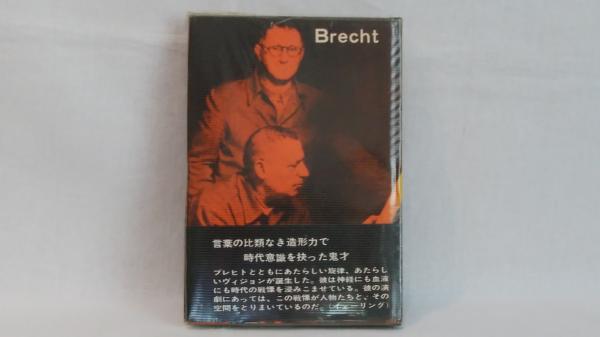 Brecht
言葉の比類なき造形力で
時代意識を抉った鬼才
ブレヒトとともにあたらしい旋律、あたらし
いヴィジョンが誕生した。彼は神経にも血液
にも時代の戦慄を浸みこませている。彼の演
劇にあっては、この戦慄が人物たちと、その
空間をとりまいているのだ。(イェーリング)